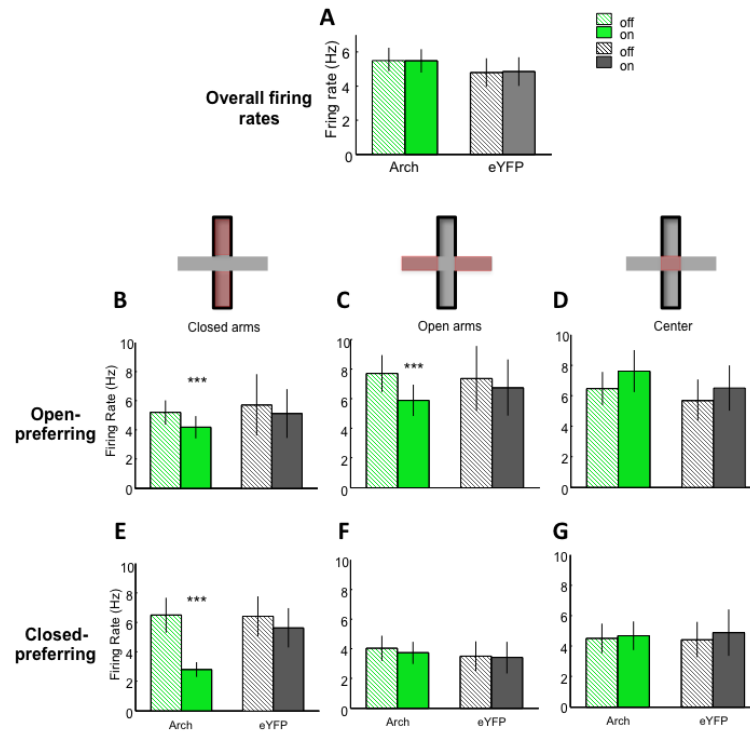 A
off
on
off
on
Overall firing
rates
Firing rate (Hz)
6
4
2
0
Arch
eYFP
B
C
D
Closed arms
Open arms
Center
Open-
preferring
Firing Rate (Hz)
10
8
6
4
2
0
***
10
8
6
4
2
0
***
10
8
6
4
2
0
E
F
G
Closed-
preferring
Firing Rate (Hz)
10
8
6
4
2
0
***
Arch
eYFP
10
8
6
4
2
0
Arch
eYFP
10
8
6
4
2
0
Arch
eYFP